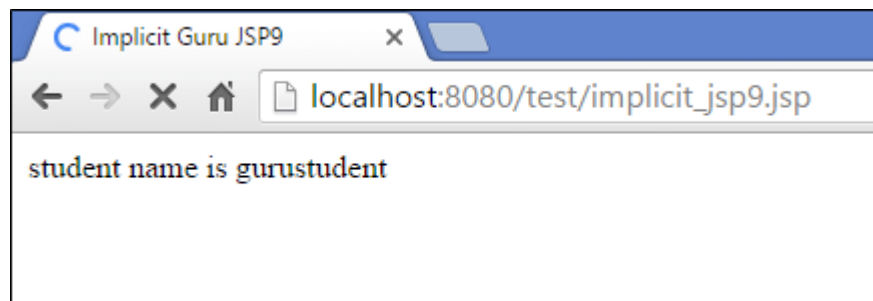 Implicit Guru JSP9
localhost:8080/test/implicit_jsp9.jsp
student name is gurustudent